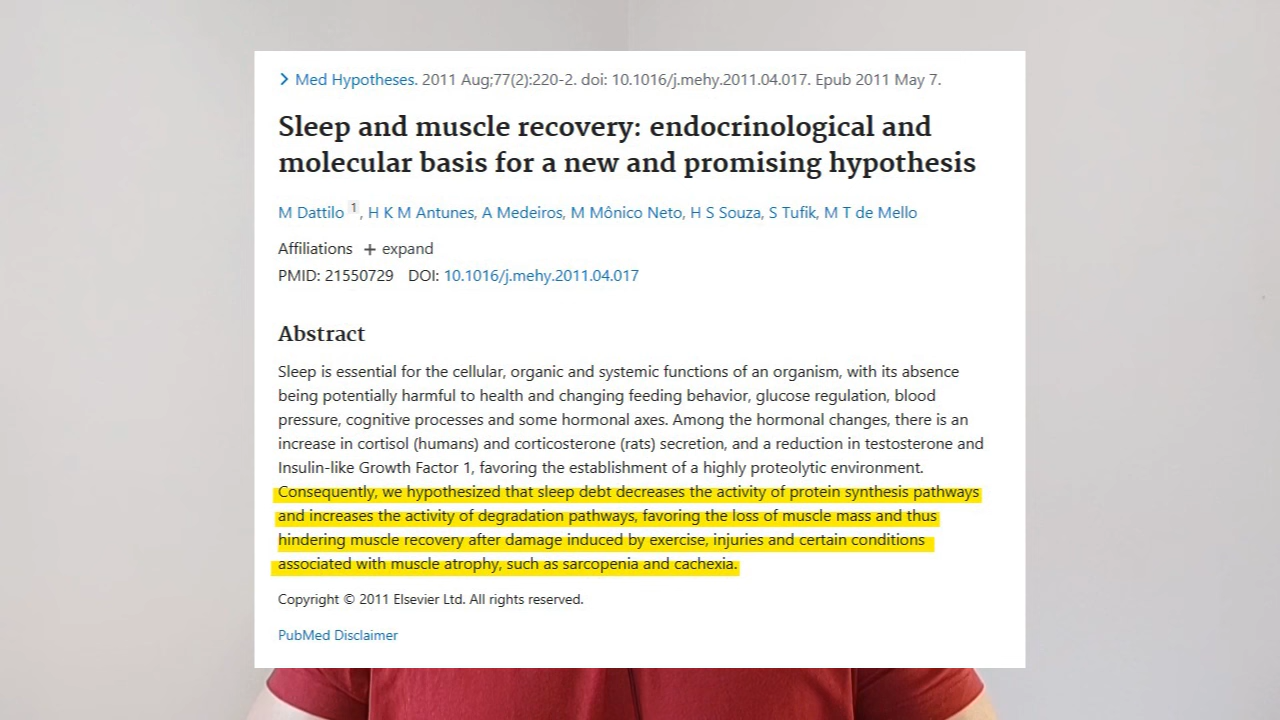 Med Hypotheses. 2011 Aug;77(2):220-2. doi: 10.1016/j.mehy.2011.04.017. Epub 2011 May 7.
Sleep and muscle recovery: endocrinological and
molecular basis for a new and promising hypothesis
M Dattilo 1, H K M Antunes, A Medeiros, M Mônico Neto, H S Souza, S Tufik, M T de Mello
Affiliations + expand
PMID: 21550729 DOI: 10.1016/j.mehy.2011.04.017
Abstract
Sleep is essential for the cellular, organic and systemic functions of an organism, with its absence
being potentially harmful to health and changing feeding behavior, glucose regulation, blood
pressure, cognitive processes and some hormonal axes. Among the hormonal changes, there is an
increase in cortisol (humans) and corticosterone (rats) secretion, and a reduction in testosterone and
Insulin-like Growth Factor 1, favoring the establishment of a highly proteolytic environment.
Consequently, we hypothesized that sleep debt decreases the activity of protein synthesis pathways
and increases the activity of degradation pathways, favoring the loss of muscle mass and thus
hindering muscle recovery after damage induced by exercise, injuries and certain conditions
associated with muscle atrophy, such as sarcopenia and cachexia.
Copyright © 2011 Elsevier Ltd. All rights reserved.
PubMed Disclaimer